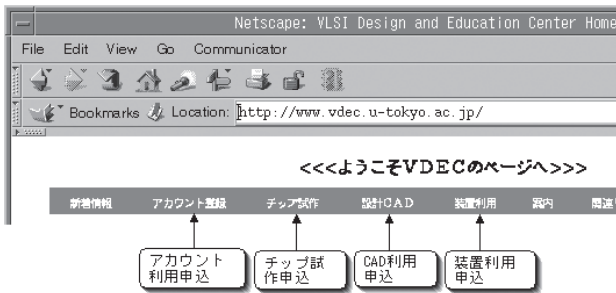 Netscape: VLSI Design and Education Center Home
File Edit View Go Communicator
Bookmarks Location: http://www.vdec.u-tokyo.ac.jp/
<<<ようこそVDECのページへ>>>
新着情報 アカウント登録 チップ試作 設計CAD 装置利用 案内 関連
アカウント
利用申込
チップ試
作申込
CAD利用
申込
装置利用
申込